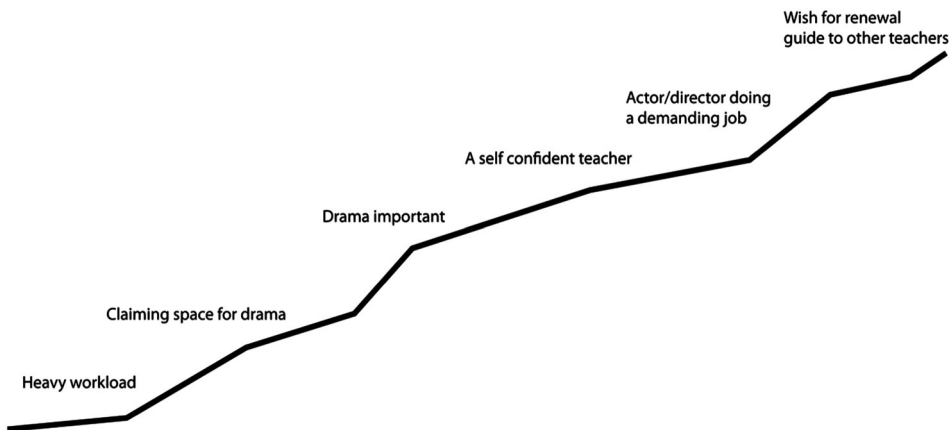 Wish for renewal
guide to other teachers
Actor/director doing
a demanding job
A self confident teacher
Drama important
Claiming space for drama
Heavy workload